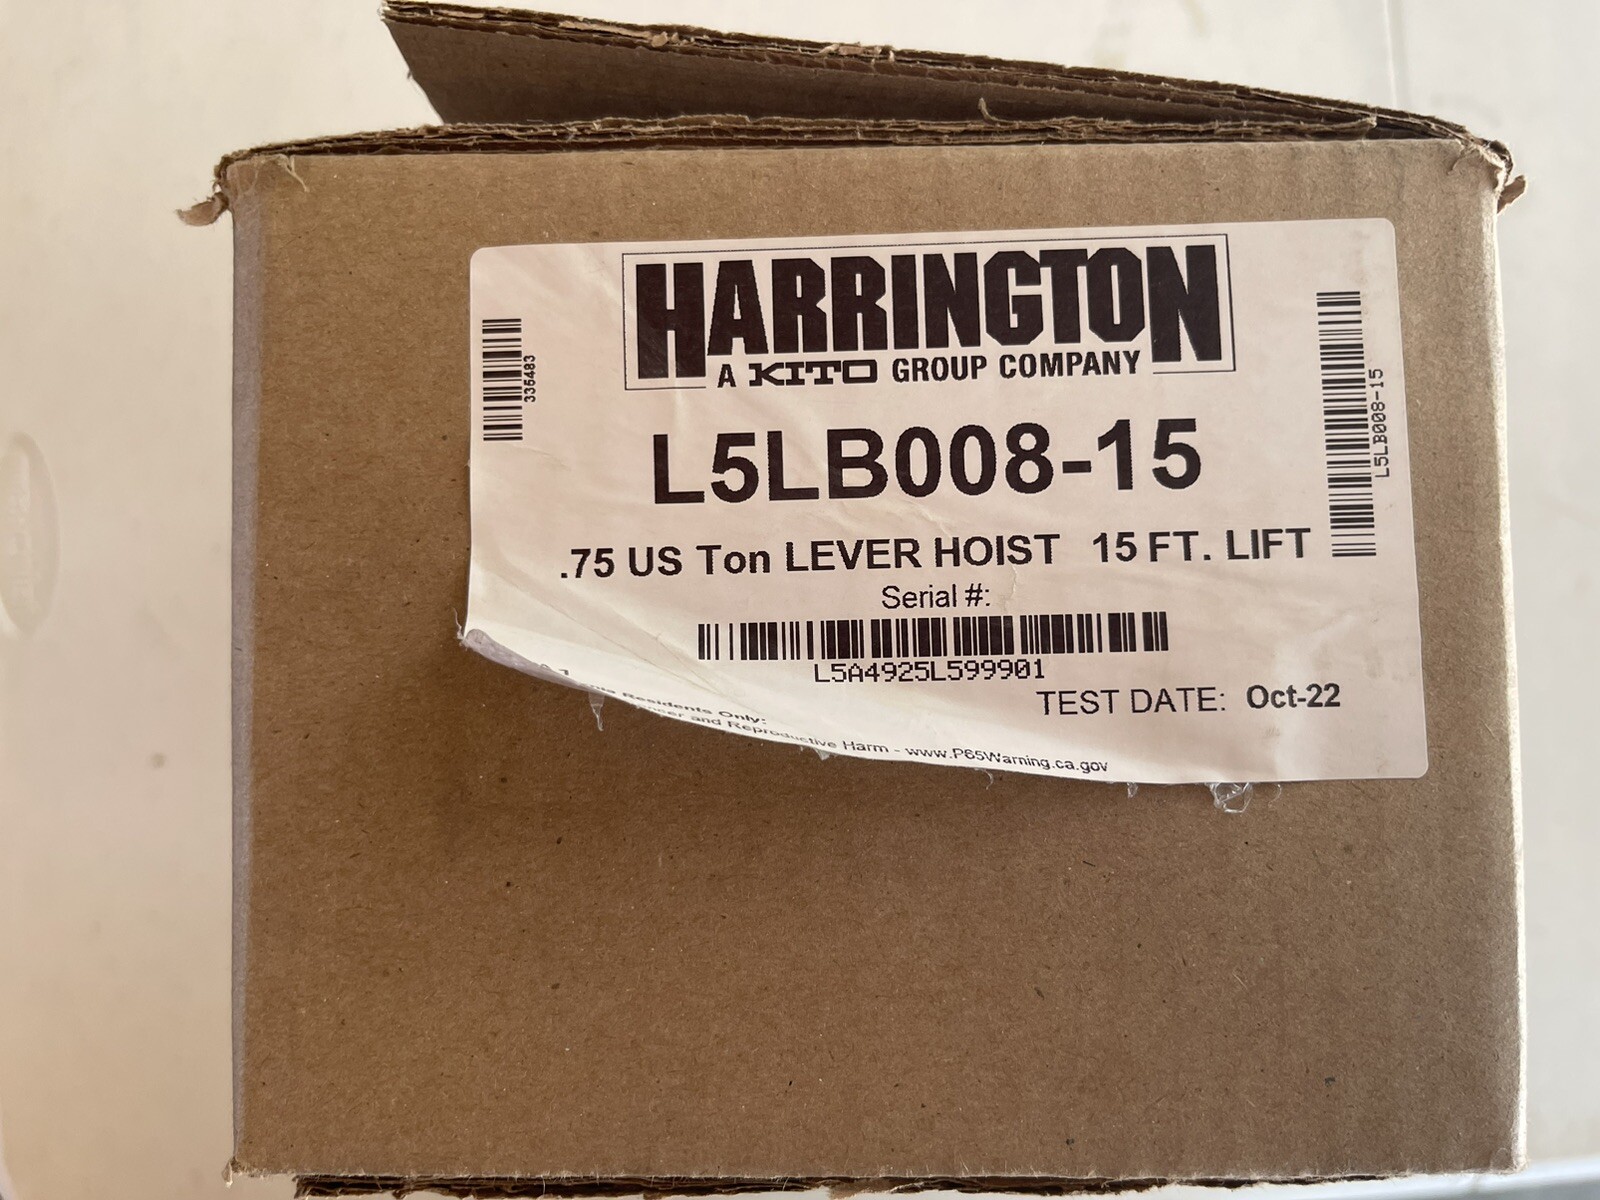 HARRINGTON
A KITO GROUP COMPANY
335483
L5LB008-15
L5LB008-15
.75 US Ton LEVER HOIST 15 FT. LIFT
Serial #:
L5A4925L599901
TEST DATE: Oct-22
Residents Only:
and Reproductive Harm - www.P65Warning.ca.gov